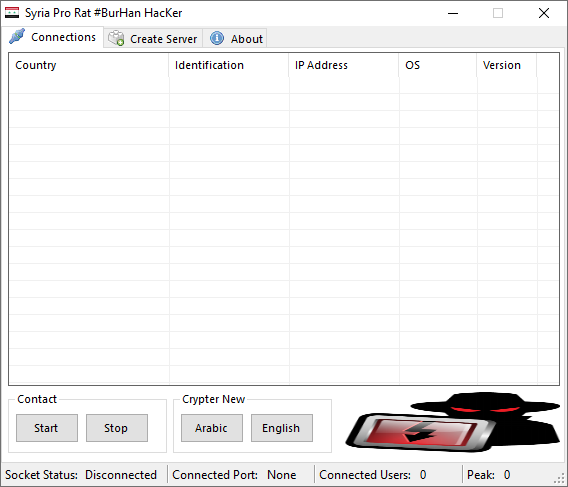 Syria Pro Rat #BurHan HacKer
Connections Create Server About
Country Identification IP Address OS Version
Contact Crypter New
Start Stop Arabic English
Socket Status: Disconnected Connected Port: None Connected Users: 0 Peak: 0